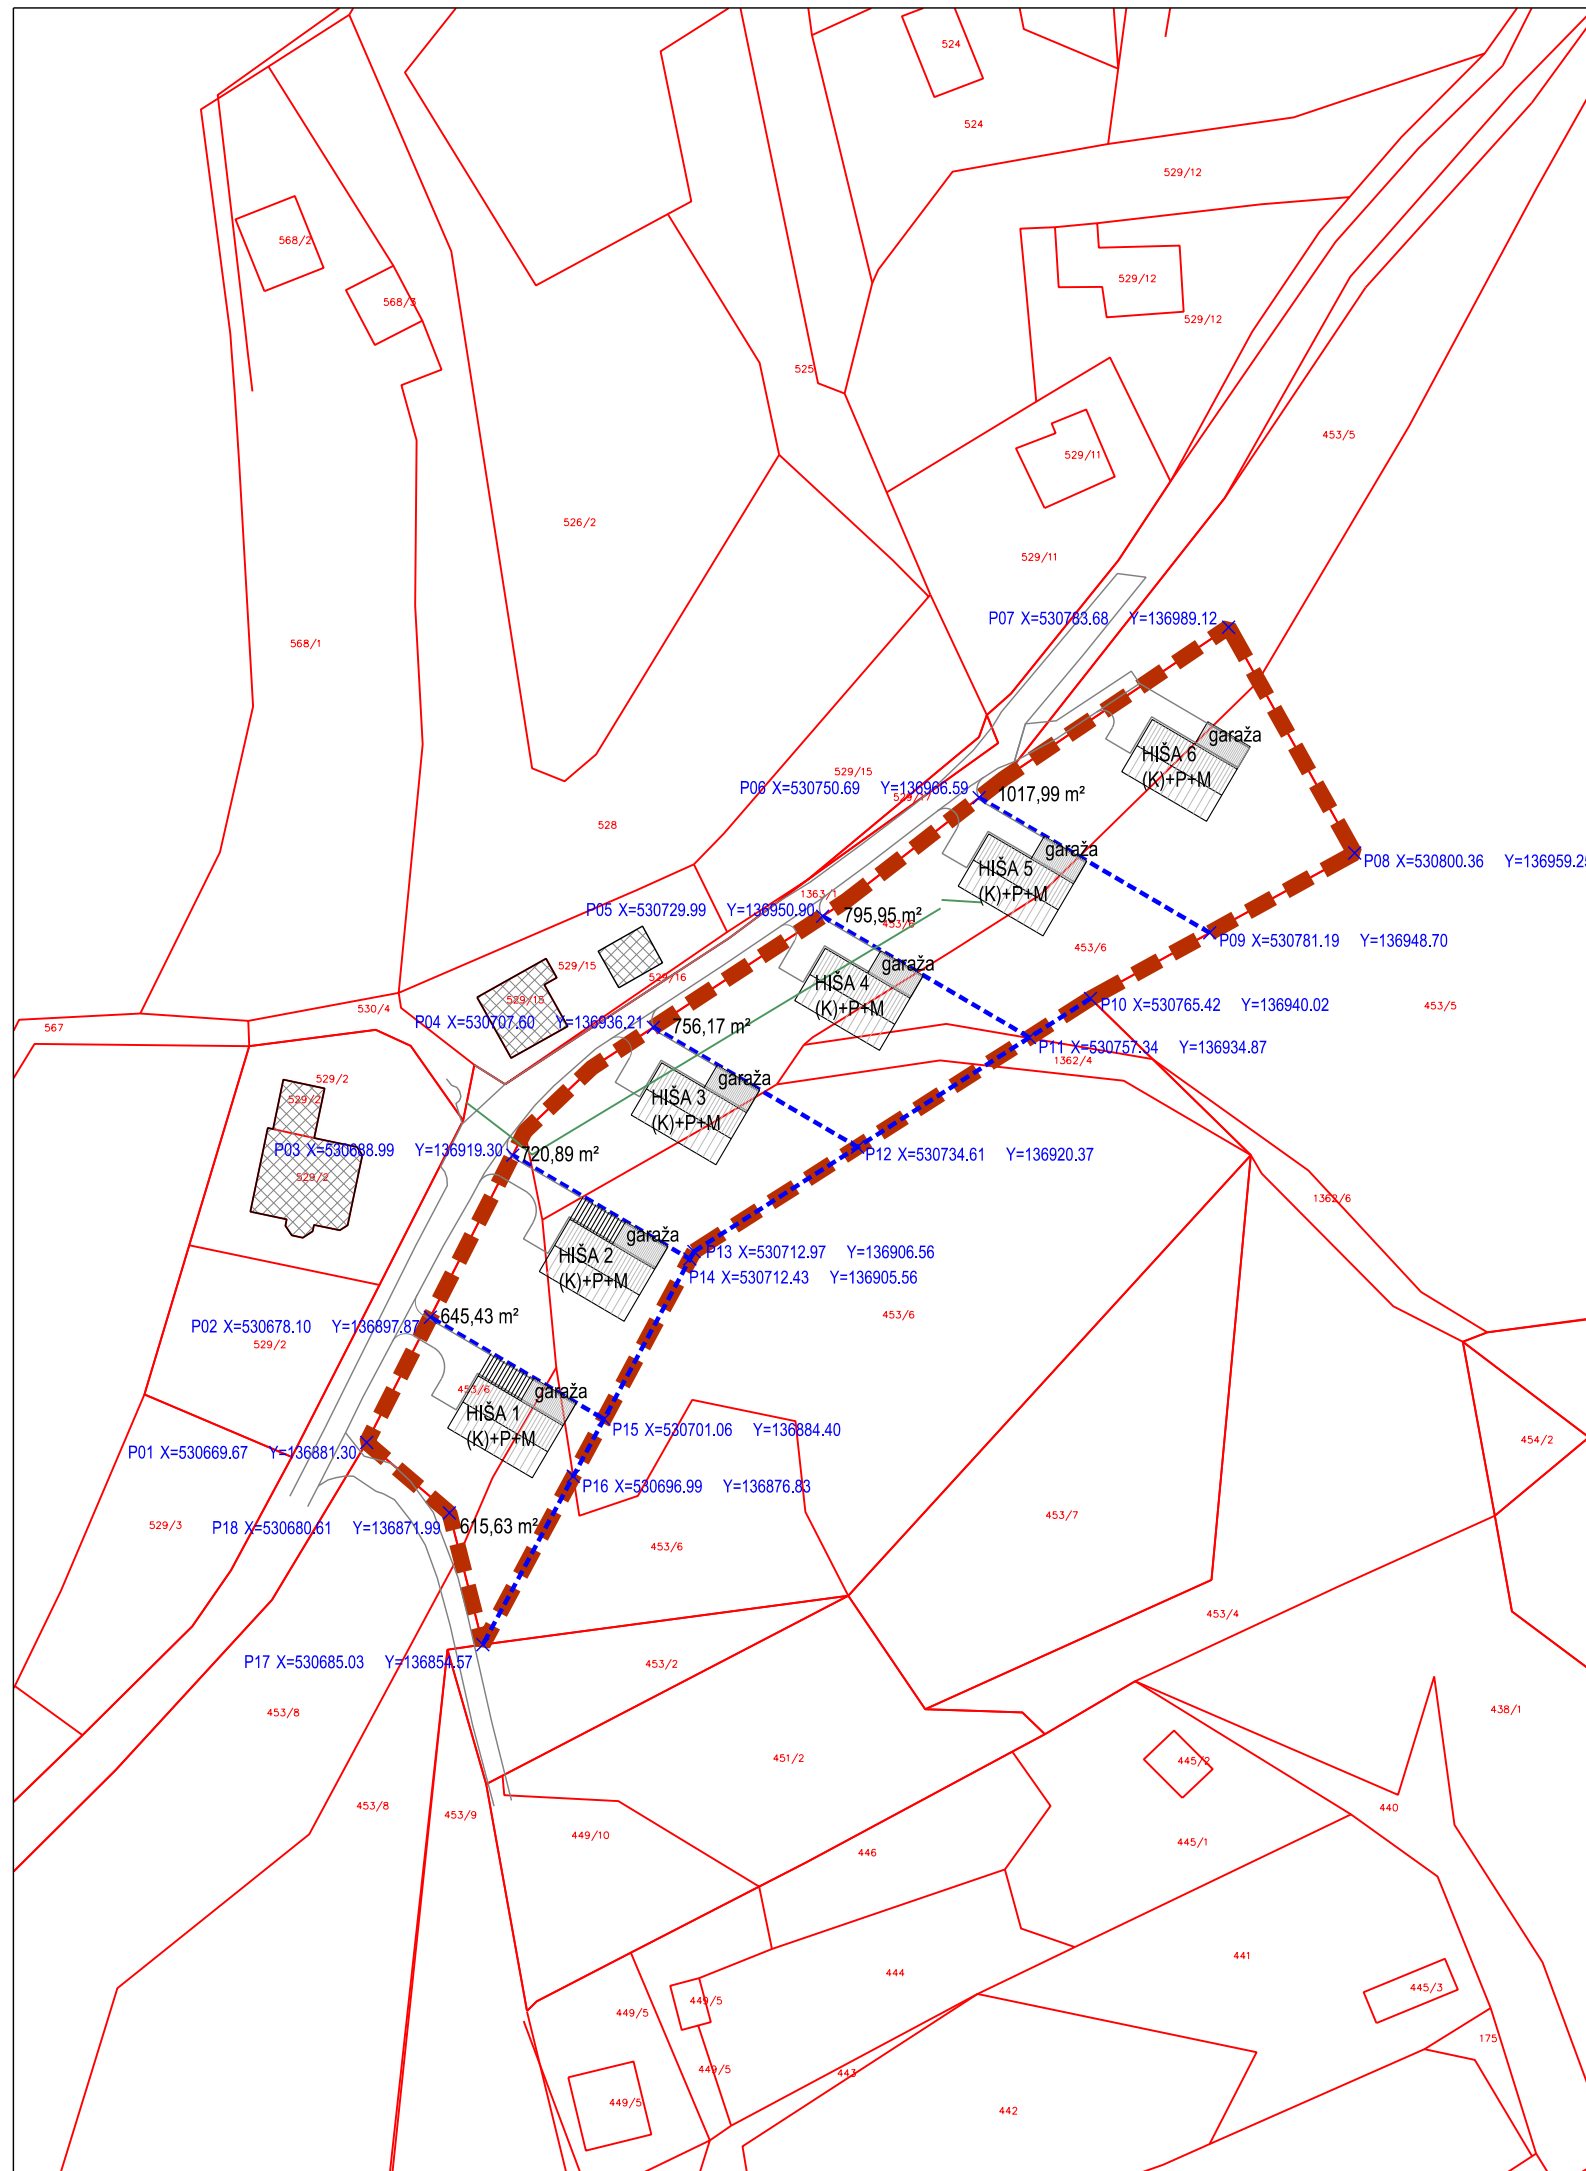 524
524
529/12
568/2
529/12
568/3
529/12
525
453/5
529/11
526/2
529/11
P07 X=530783.68 Y=136989.12
568/1
garaža
HIŠA 6
(K)+P+M
529/15
P06 X=530750.69 Y=136966.59
1017,99 m²
529/17
528
garaža
HIŠA 5
(K)+P+M
P08 X=530800.36 Y=136959.25
1363/1
P05 X=530729.99 Y=136950.90
795,95 m²
453/6
P09 X=530781.19 Y=136948.70
453/6
garaža
529/15
529/16
HIŠA 4
(K)+P+M
529/15
530/4
P10 X=530765.42 Y=136940.02
453/5
P04 X=530707.60 Y=136936.21
756,17 m²
567
P11 X=530757.34 Y=136934.87
1362/4
529/2
garaža
529/2
HIŠA 3
(K)+P+M
P03 X=530688.99 Y=136919.30
720,89 m²
P12 X=530734.61 Y=136920.37
529/2
1362/6
garaža
HIŠA 2
(K)+P+M
P13 X=530712.97 Y=136906.56
P14 X=530712.43 Y=136905.56
645,43 m²
453/6
P02 X=530678.10 Y=136897.87
529/2
453/6
garaža
HIŠA 1
(K)+P+M
P15 X=530701.06 Y=136884.40
454/2
P01 X=530669.67 Y=136881.30
P16 X=530696.99 Y=136876.83
453/7
529/3
P18 X=530680.61 Y=136871.99
615,63 m²
453/6
453/4
P17 X=530685.03 Y=136854.57
453/2
453/8
438/1
451/2
445/2
453/8
453/9
440
449/10
445/1
446
441
444
445/3
449/5
449/5
175
449/5
443
449/5
442